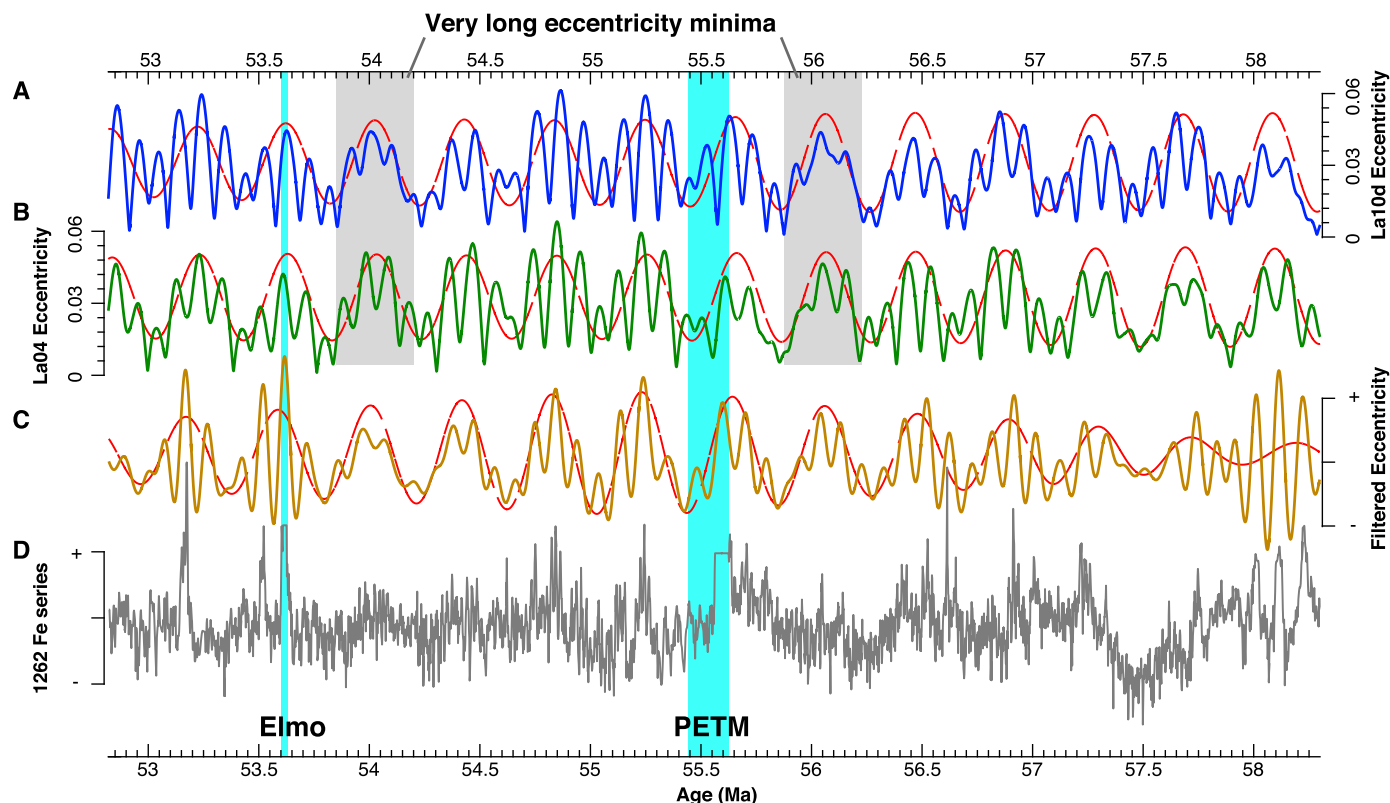 Very long eccentricity minima
53 53.5 54 54.5 55 55.5 56 56.5 57 57.5 58
A
0.06
0.03
0
La10d Eccentricity
B
0.06
0.03
0
La04 Eccentricity
C
+
-
Filtered Eccentricity
D
+
-
1262 Fe series
Elmo
PETM
53 53.5 54 54.5 55 55.5 56 56.5 57 57.5 58
Age (Ma)